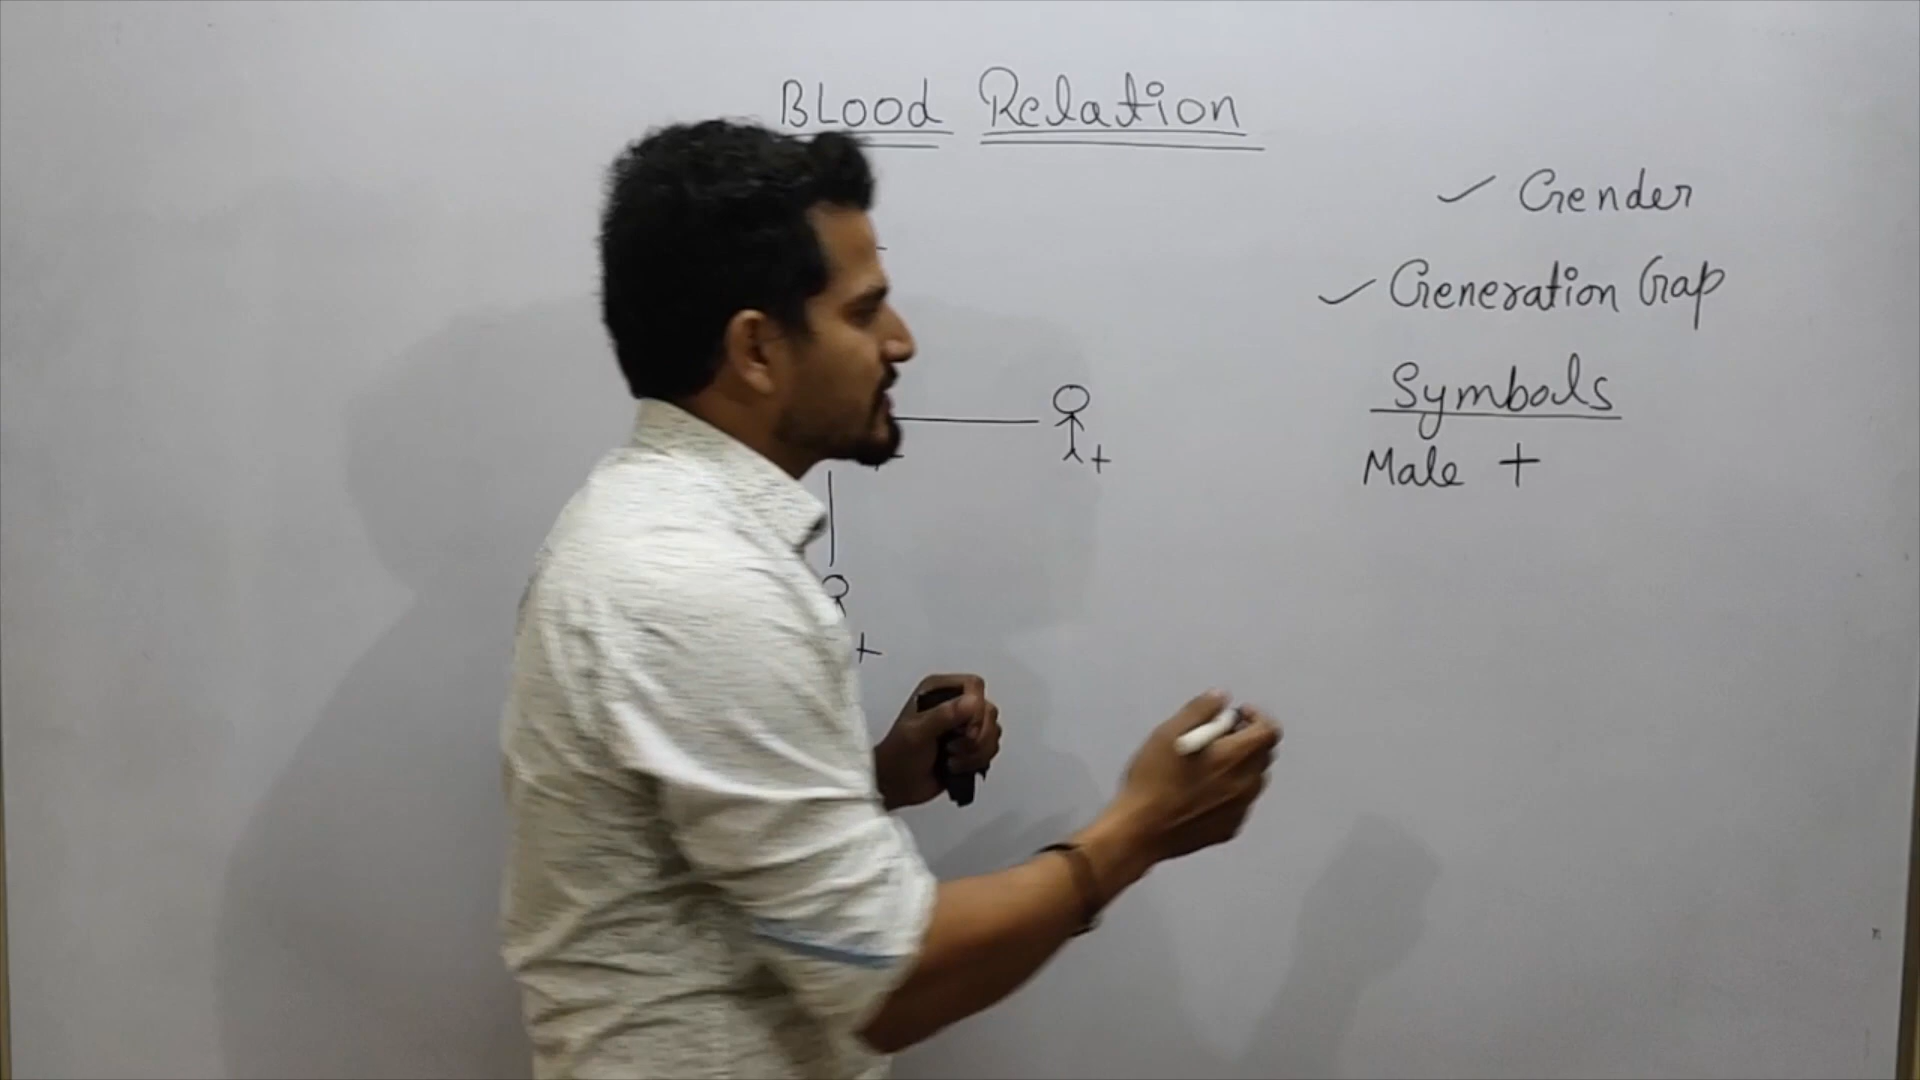 Blood Relation
✓ Gender
✓ Generation Gap
Symbols
+
Male +
+